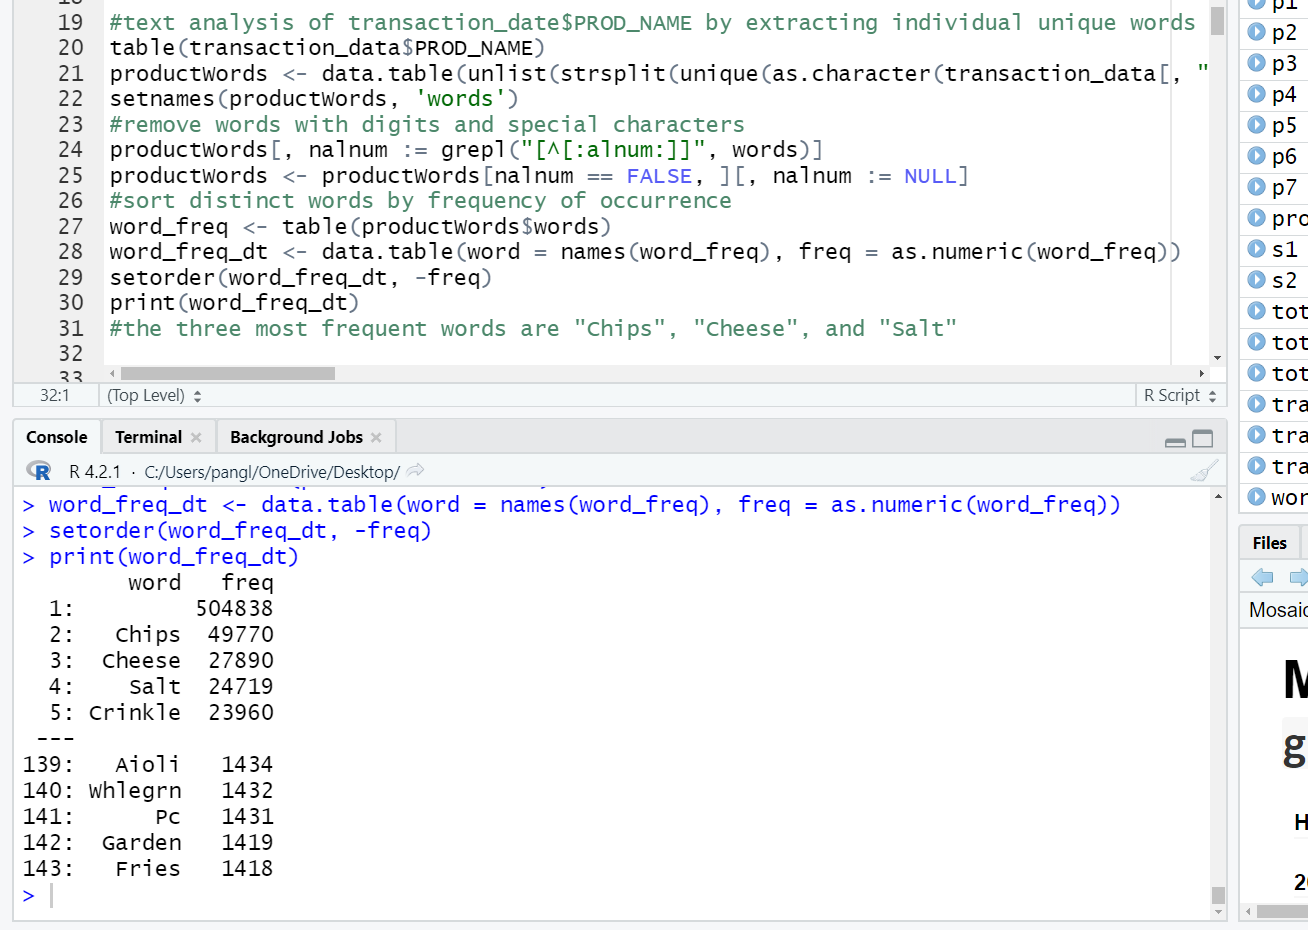 19 #text analysis of transaction_date$PROD_NAME by extracting individual unique words
20 table(transaction_data$PROD_NAME)
21 productWords <- data.table(unlist(strsplit(unique(as.character(transaction_data[, "
22 setnames(productWords, 'words')
23 #remove words with digits and special characters
24 productWords[, nalnum := grepl("[^[:alnum:]]", words)]
25 productWords <- productWords[nalnum == FALSE, ][, nalnum := NULL]
26 #sort distinct words by frequency of occurrence
27 word_freq <- table(productWords$words)
28 word_freq_dt <- data.table(word = names(word_freq), freq = as.numeric(word_freq))
29 setorder(word_freq_dt, -freq)
30 print(word_freq_dt)
31 #the three most frequent words are "Chips", "Cheese", and "Salt"
32
33
32:1 (Top Level) R Script
Console Terminal Background Jobs
R 4.2.1 · C:/Users/pangl/OneDrive/Desktop/
> word_freq_dt <- data.table(word = names(word_freq), freq = as.numeric(word_freq))
> setorder(word_freq_dt, -freq)
> print(word_freq_dt)
word freq
1: 504838
2: Chips 49770
3: Cheese 27890
4: Salt 24719
5: Crinkle 23960
---
139: Aioli 1434
140: Whlegrn 1432
141: Pc 1431
142: Garden 1419
143: Fries 1418
>
p1
p2
p3
p4
p5
p6
p7
pro
s1
s2
tot
tot
tot
tra
tra
tra
wor
Files
Mosaic
M
g
H
20